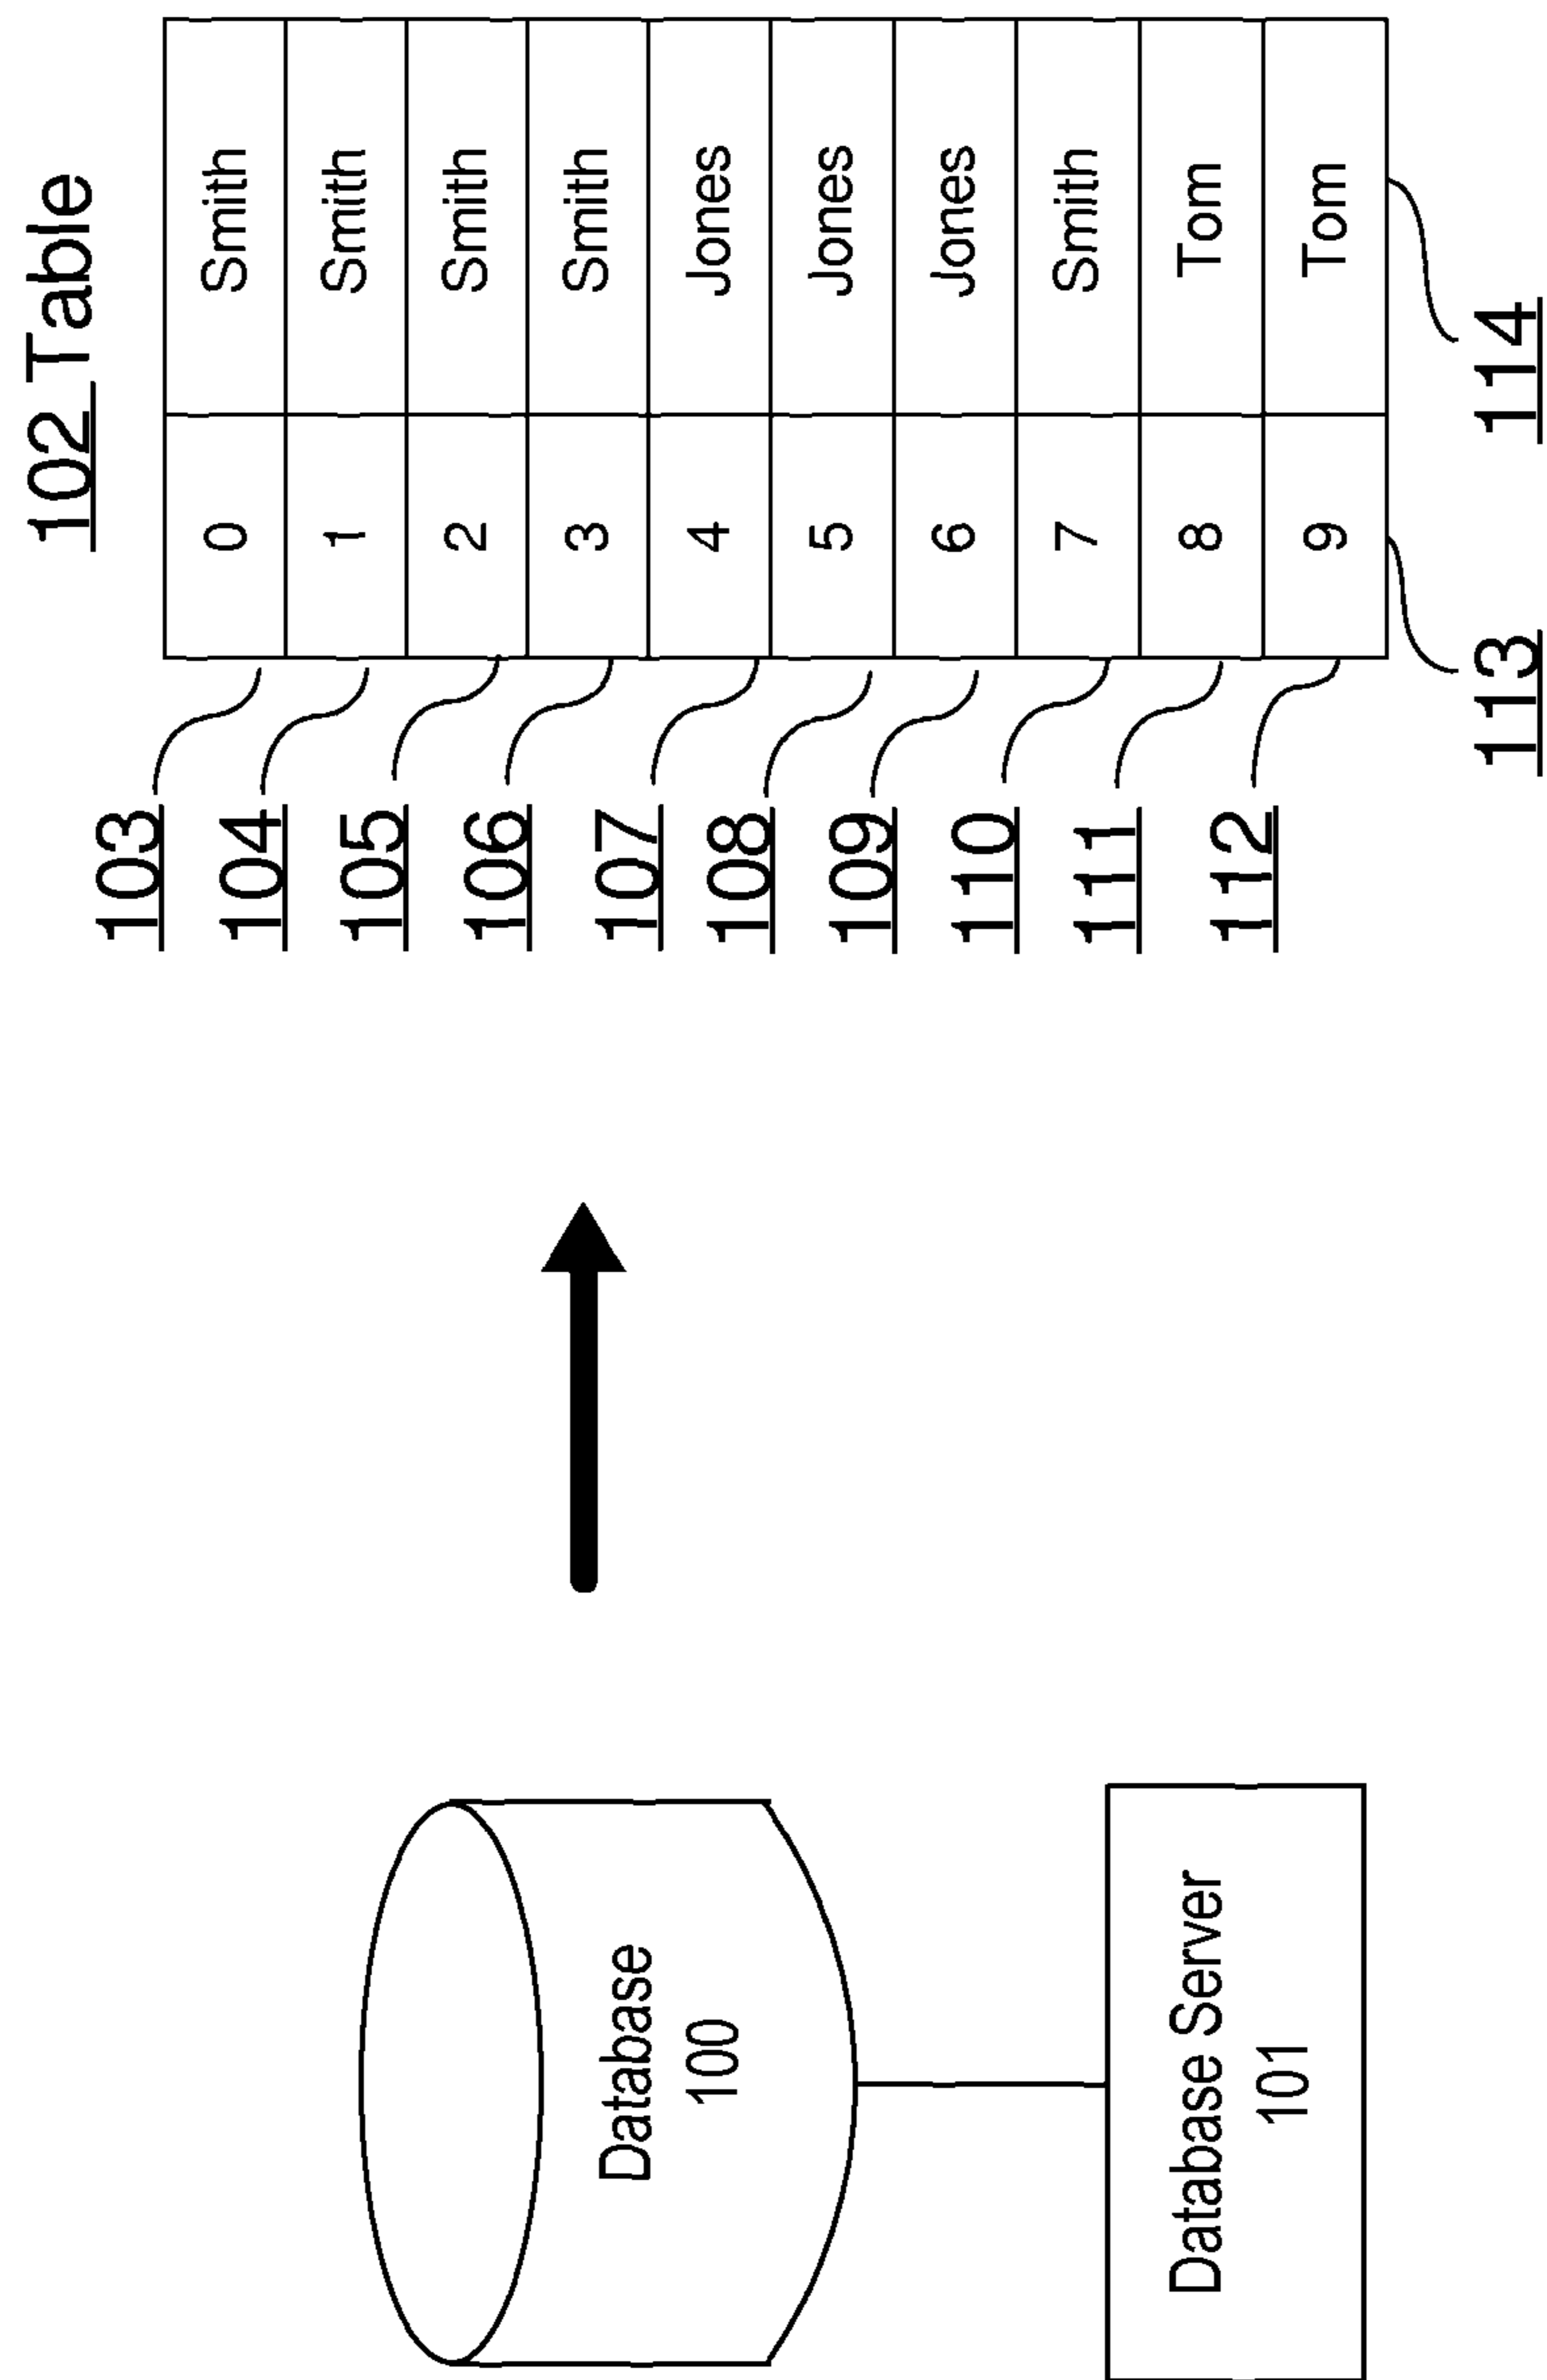 102 Table
103 0 Smith
104 1 Smith
105 2 Smith
106 3 Smith
107 4 Jones
108 5 Jones
109 6 Jones
110 7 Smith
111 8 Tom
112 9 Tom
113 114
Database
100
Database Server
101